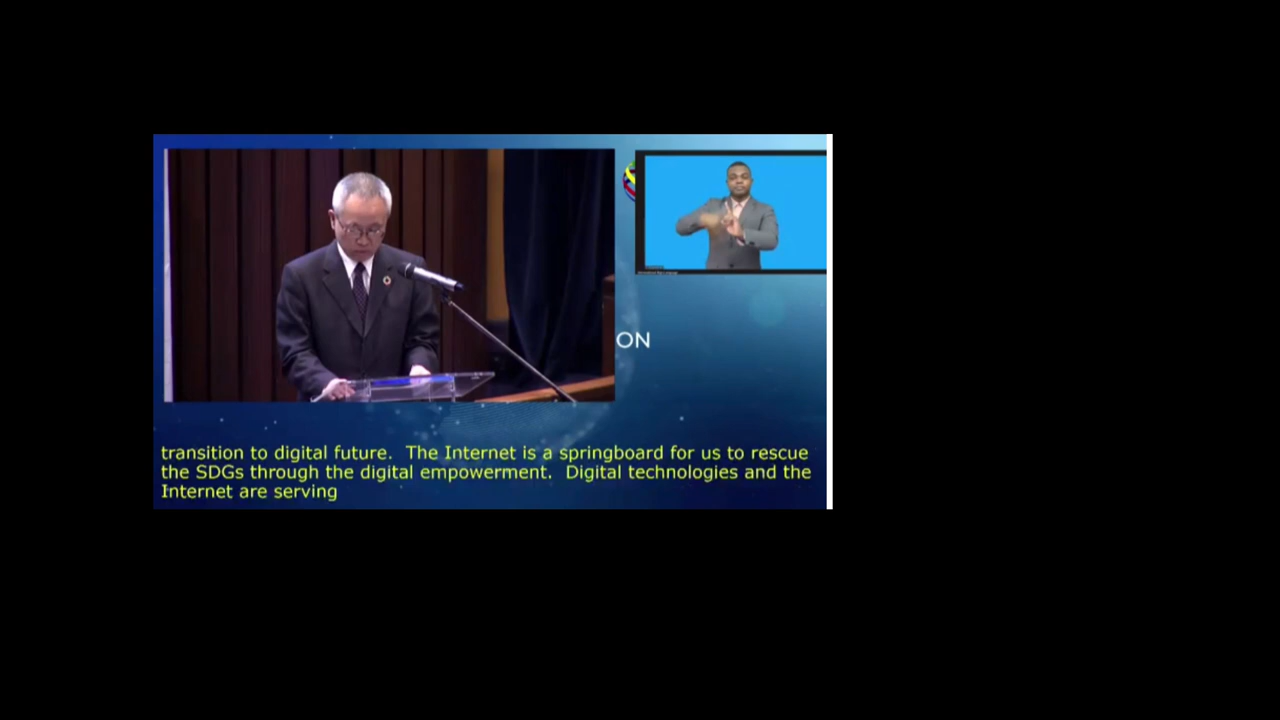 ON
transition to digital future.  The Internet is a springboard for us to rescue
the SDGs through the digital empowerment.  Digital technologies and the
Internet are serving